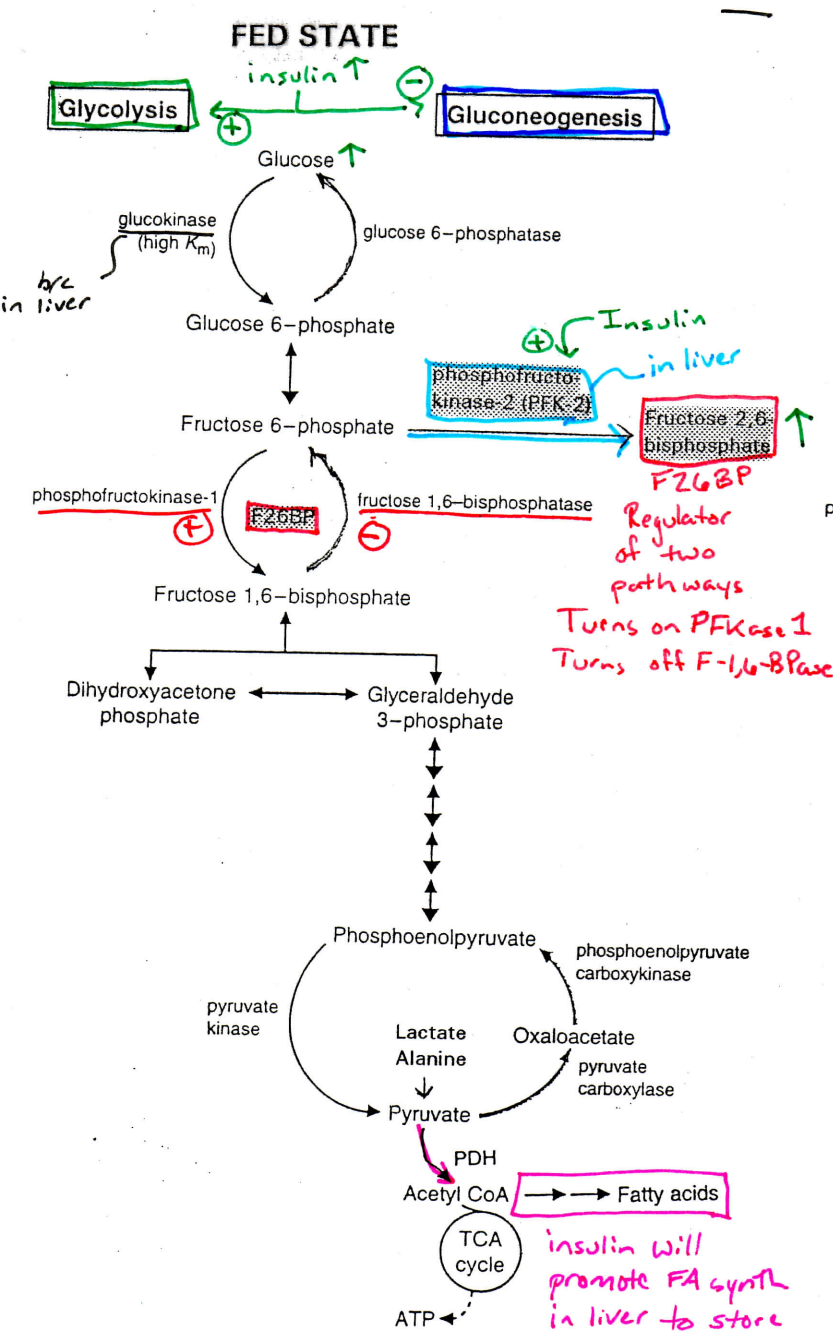 FED STATE
insulin ↑
Glycolysis
+
−
Gluconeogenesis
Glucose ↑
glucokinase
(high Km)
glucose 6-phosphatase
b/c
in liver
Glucose 6-phosphate
+
Insulin
in liver
phosphofructo-
kinase-2 (PFK-2)
Fructose 6-phosphate
Fructose 2,6-
bisphosphate ↑
F26BP
Regulator
of two
pathways
Turns on PFKase 1
Turns off F-1,6-BPase
phosphofructokinase-1
+
F26BP
−
fructose 1,6-bisphosphatase
p
Fructose 1,6-bisphosphate
Dihydroxyacetone
phosphate
Glyceraldehyde
3-phosphate
Phosphoenolpyruvate
phosphoenolpyruvate
carboxykinase
pyruvate
kinase
Lactate
Alanine
Oxaloacetate
pyruvate
carboxylase
Pyruvate
PDH
Acetyl CoA → → Fatty acids
TCA
cycle
ATP
insulin will
promote FA synth
in liver to store